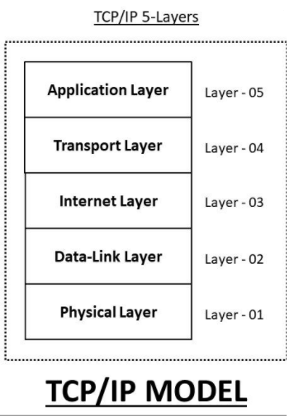 TCP/IP 5-Layers
Application Layer Layer - 05
Transport Layer Layer - 04
Internet Layer Layer - 03
Data-Link Layer Layer - 02
Physical Layer Layer - 01
TCP/IP MODEL